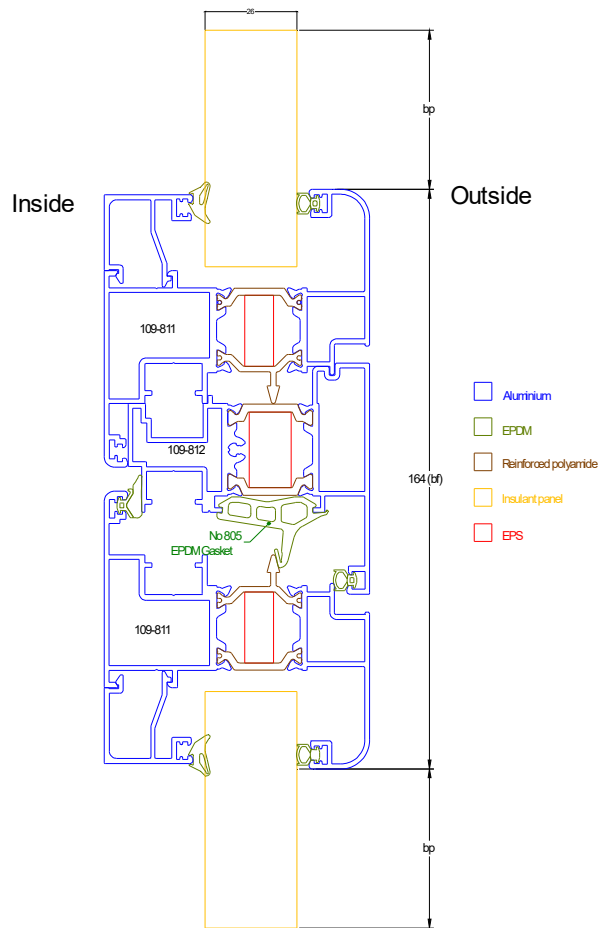 26
bp
Inside
Outside
109-811
109-812
Aluminium
EPDM
Reinforced polyamide
Insulant panel
EPS
164 (bf)
No 805
EPDM Gasket
109-811
bp